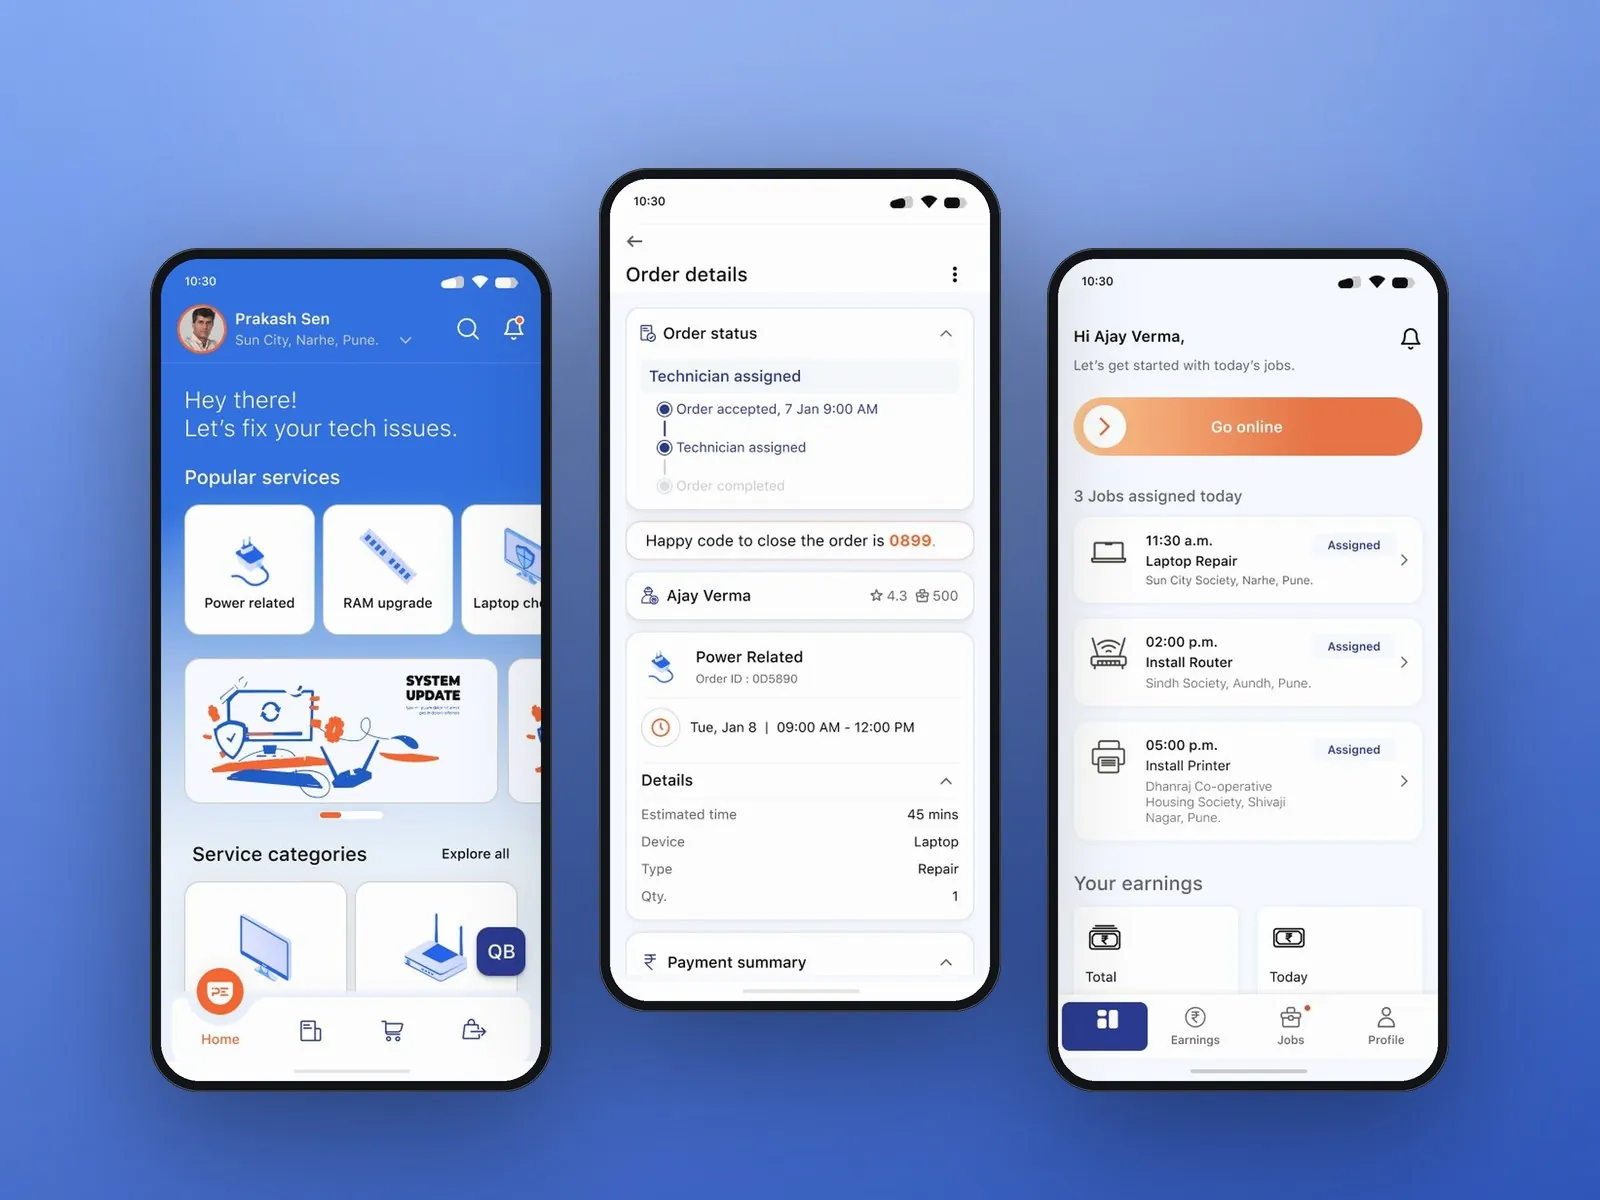 10:30
Prakash Sen
Sun City, Narhe, Pune.
Hey there!
Let's fix your tech issues.
Popular services
Power related
RAM upgrade
Laptop che
SYSTEM
UPDATE
Service categories
Explore all
QB
Home
10:30
Order details
Order status
Technician assigned
Order accepted, 7 Jan 9:00 AM
Technician assigned
Order completed
Happy code to close the order is 0899.
Ajay Verma
4.3
500
Power Related
Order ID : 0D5890
Tue, Jan 8 | 09:00 AM - 12:00 PM
Details
Estimated time 45 mins
Device Laptop
Type Repair
Qty. 1
₹ Payment summary
10:30
Hi Ajay Verma,
Let's get started with today's jobs.
Go online
3 Jobs assigned today
11:30 a.m.
Assigned
Laptop Repair
Sun City Society, Narhe, Pune.
02:00 p.m.
Assigned
Install Router
Sindh Society, Aundh, Pune.
05:00 p.m.
Assigned
Install Printer
Dhanraj Co-operative
Housing Society, Shivaji
Nagar, Pune.
Your earnings
Total
Today
Earnings
Jobs
Profile